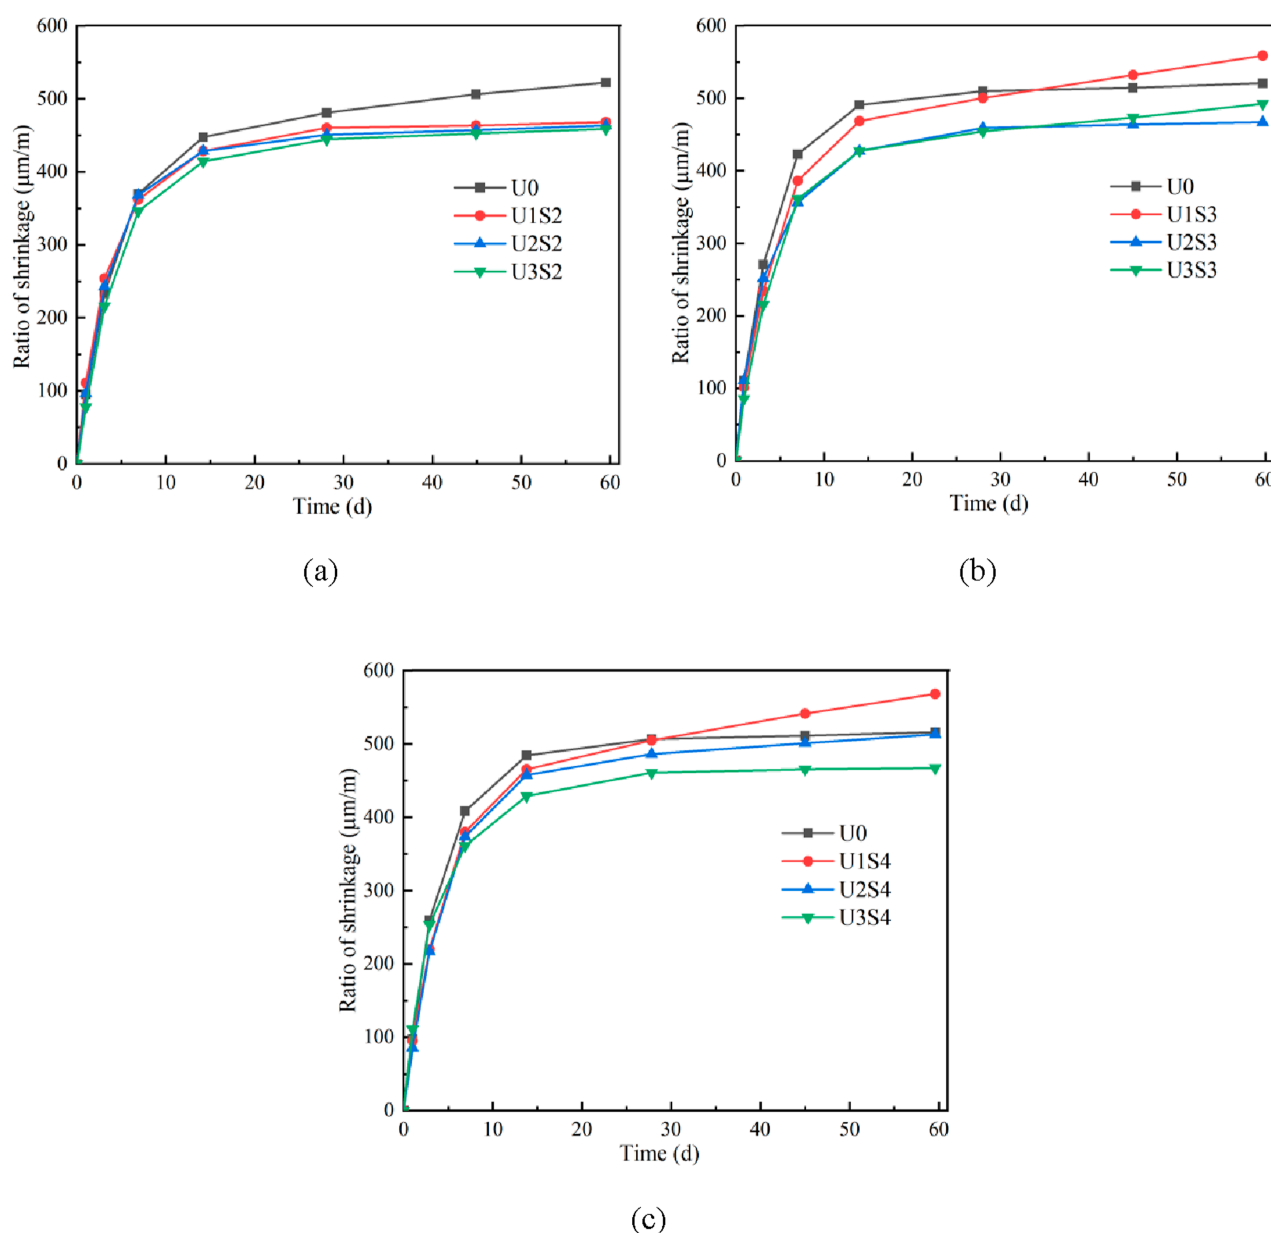 600
500
400
300
200
100
0
Ratio of shrinkage (μm/m)
U0
U1S2
U2S2
U3S2
0 10 20 30 40 50 60
Time (d)
(a)
600
500
400
300
200
100
0
Ratio of shrinkage (μm/m)
U0
U1S3
U2S3
U3S3
0 10 20 30 40 50 60
Time (d)
(b)
600
500
400
300
200
100
0
Ratio of shrinkage (μm/m)
U0
U1S4
U2S4
U3S4
0 10 20 30 40 50 60
Time (d)
(c)